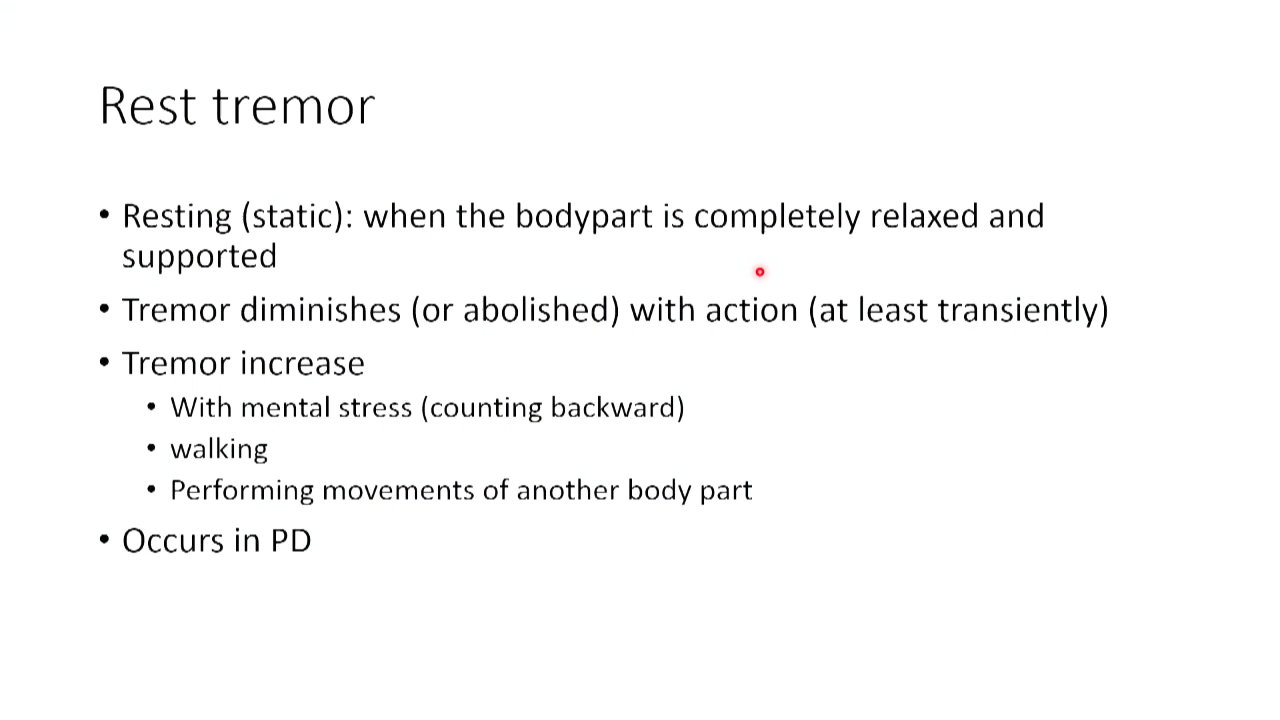 Rest tremor
• Resting (static): when the bodypart is completely relaxed and
supported
• Tremor diminishes (or abolished) with action (at least transiently)
• Tremor increase
• With mental stress (counting backward)
• walking
• Performing movements of another body part
• Occurs in PD